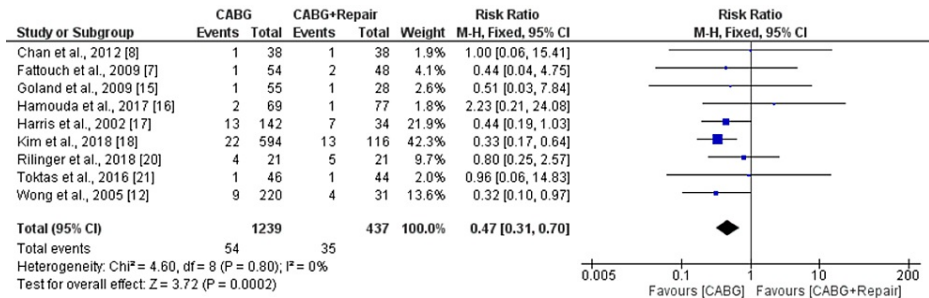 CABG CABG+Repair Risk Ratio Risk Ratio
Study or Subgroup Events Total Events Total Weight M-H, Fixed, 95% CI M-H, Fixed, 95% CI
Chan et al., 2012 [8] 1 38 1 38 1.9% 1.00 [0.06, 15.41]
Fattouch et al., 2009 [7] 1 54 2 48 4.1% 0.44 [0.04, 4.75]
Goland et al., 2009 [15] 1 55 1 28 2.6% 0.51 [0.03, 7.84]
Hamouda et al., 2017 [16] 2 69 1 77 1.8% 2.23 [0.21, 24.08]
Harris et al., 2002 [17] 13 142 7 34 21.9% 0.44 [0.19, 1.03]
Kim et al., 2018 [18] 22 594 13 116 42.3% 0.33 [0.17, 0.64]
Rilinger et al., 2018 [20] 4 21 5 21 9.7% 0.80 [0.25, 2.57]
Toktas et al., 2016 [21] 1 46 1 44 2.0% 0.96 [0.06, 14.83]
Wong et al., 2005 [12] 9 220 4 31 13.6% 0.32 [0.10, 0.97]
Total (95% CI) 1239 437 100.0% 0.47 [0.31, 0.70]
Total events 54 35
Heterogeneity: Chi² = 4.60, df = 8 (P = 0.80); I² = 0%
Test for overall effect: Z = 3.72 (P = 0.0002)
0.005 0.1 1 10 200
Favours [CABG] Favours [CABG+Repair]